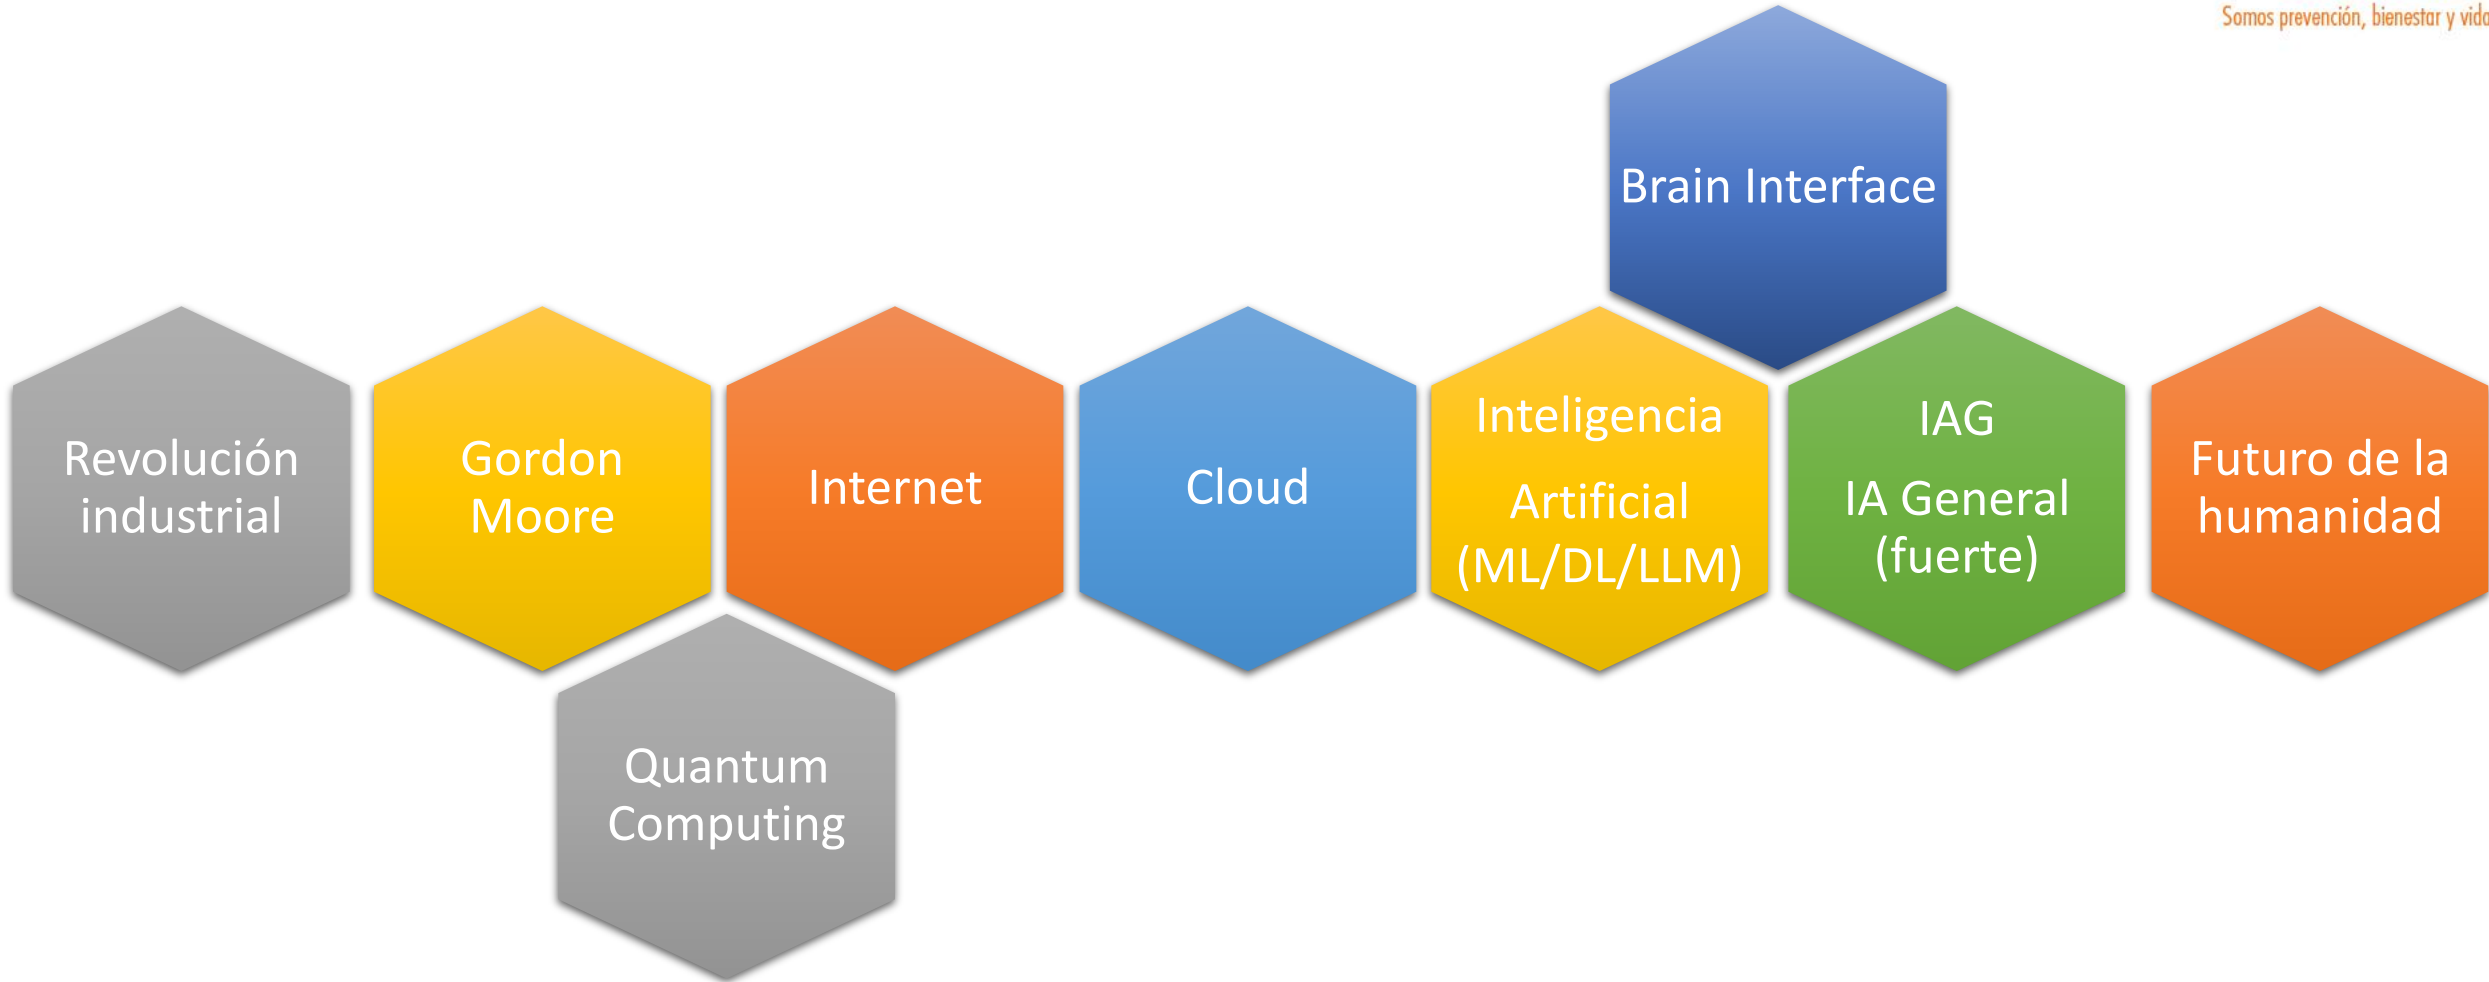 Somos prevención, bienestar y vida
Brain Interface
Revolución
industrial
Gordon
Moore
Internet
Cloud
Inteligencia
Artificial
(ML/DL/LLM)
IAG
IA General
(fuerte)
Futuro de la
humanidad
Quantum
Computing